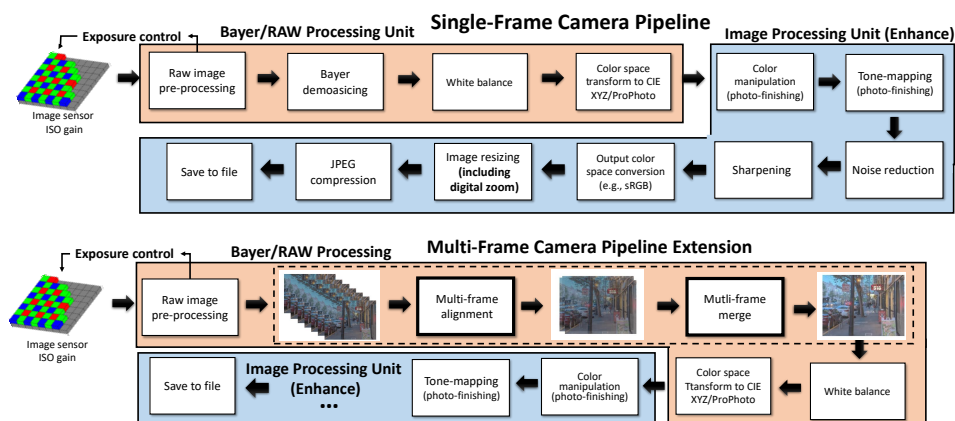 Single-Frame Camera Pipeline
Bayer/RAW Processing Unit
Image Processing Unit (Enhance)
Exposure control
Image sensor
ISO gain
Raw image
pre-processing
Bayer
demoasicing
White balance
Color space
transform to CIE
XYZ/ProPhoto
Color
manipulation
(photo-finishing)
Tone-mapping
(photo-finishing)
Noise reduction
Sharpening
Output color
space conversion
(e.g., sRGB)
Image resizing
(including
digital zoom)
JPEG
compression
Save to file
Multi-Frame Camera Pipeline Extension
Bayer/RAW Processing
Exposure control
Image sensor
ISO gain
Raw image
pre-processing
Multi-frame
alignment
Mutli-frame
merge
White balance
Color space
Ttansform to CIE
XYZ/ProPhoto
Color
manipulation
(photo-finishing)
Tone-mapping
(photo-finishing)
Image Processing Unit
(Enhance)
...
Save to file